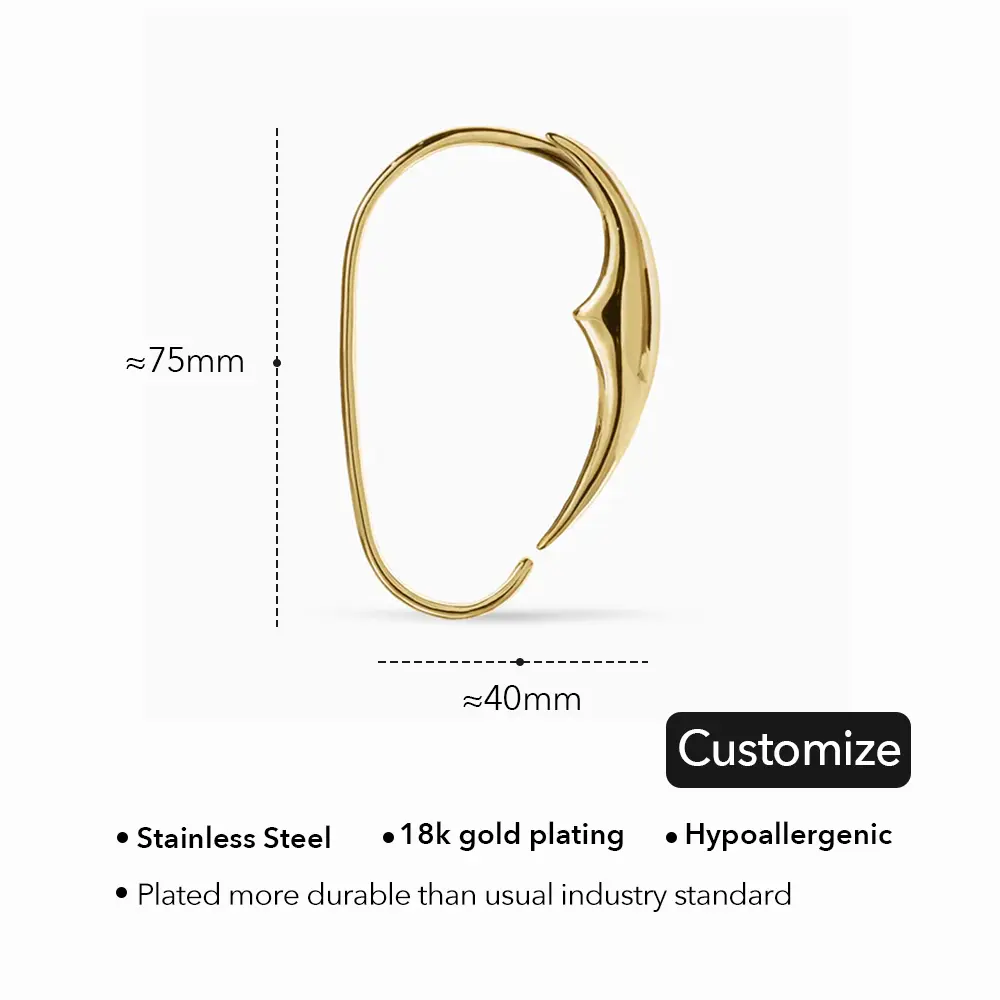 ≈75mm
≈40mm
Customize
• Stainless Steel • 18k gold plating • Hypoallergenic
• Plated more durable than usual industry standard